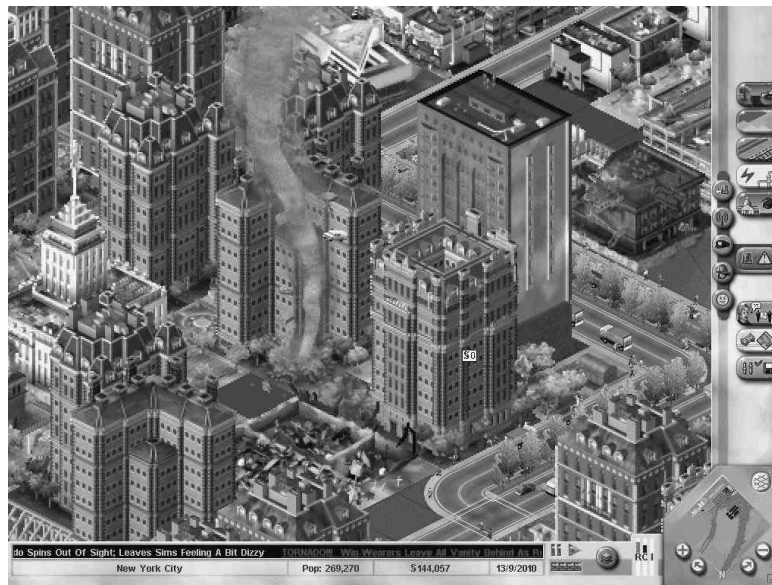 $0
do Spins Out Of Sight; Leaves Sims Feeling A Bit Dizzy TORNADO!!! Wig-Wearers Leave All Vanity Behind As
New York City Pop: 269,270 $144,057 13/9/2010
RCI
N